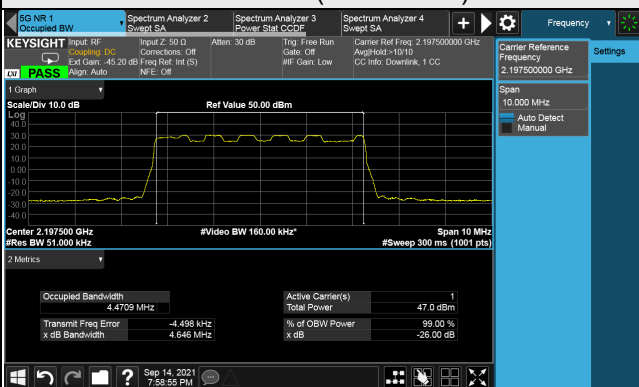 5G NR 1
Occupied BW
Spectrum Analyzer 2
Swept SA
Spectrum Analyzer 3
Power Stat CCDF
Spectrum Analyzer 4
Swept SA
Frequency
KEYSIGHT
Input: RF
Coupling: DC
Ext Gain: -45.20 dB
Align: Auto
Input Z: 50 Ω
Corrections: Off
Freq Ref: Int (S)
NFE: Off
Atten: 30 dB
Trig: Free Run
Gate: Off
#IF Gain: Low
Carrier Ref Freq: 2.197500000 GHz
Avg|Hold:>10/10
CC Info: Downlink, 1 CC
LXI
PASS
Carrier Reference
Frequency
2.197500000 GHz
Settings
Span
10.000 MHz
Auto Detect
Manual
1 Graph
Scale/Div 10.0 dB
Ref Value 50.00 dBm
Log
40.0
30.0
20.0
10.0
0.00
-10.0
-20.0
-30.0
-40.0
Center 2.197500 GHz
#Video BW 160.00 kHz*
Span 10 MHz
#Res BW 51.000 kHz
#Sweep 300 ms (1001 pts)
2 Metrics
Occupied Bandwidth
4.4709 MHz
Active Carrier(s) 1
Total Power 47.0 dBm
Transmit Freq Error -4.498 kHz
% of OBW Power 99.00 %
x dB Bandwidth 4.646 MHz
x dB -26.00 dB
?
Sep 14, 2021
7:58:55 PM